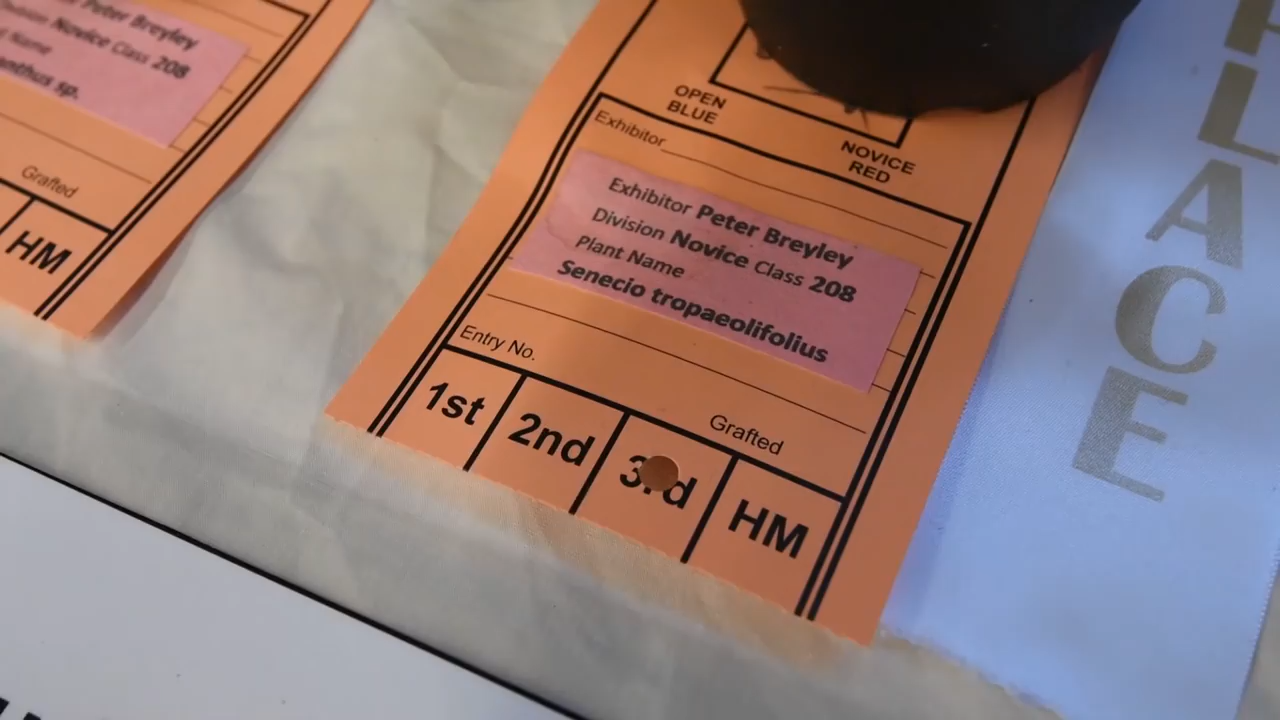 Peter Breyley
Novice Class 208
Name
anthus sp.
Grafted
HM
OPEN
BLUE
NOVICE
RED
Exhibitor
Exhibitor Peter Breyley
Division Novice Class 208
Plant Name
Senecio tropaeolifolius
Entry No.
Grafted
1st 2nd 3rd HM
PLACE